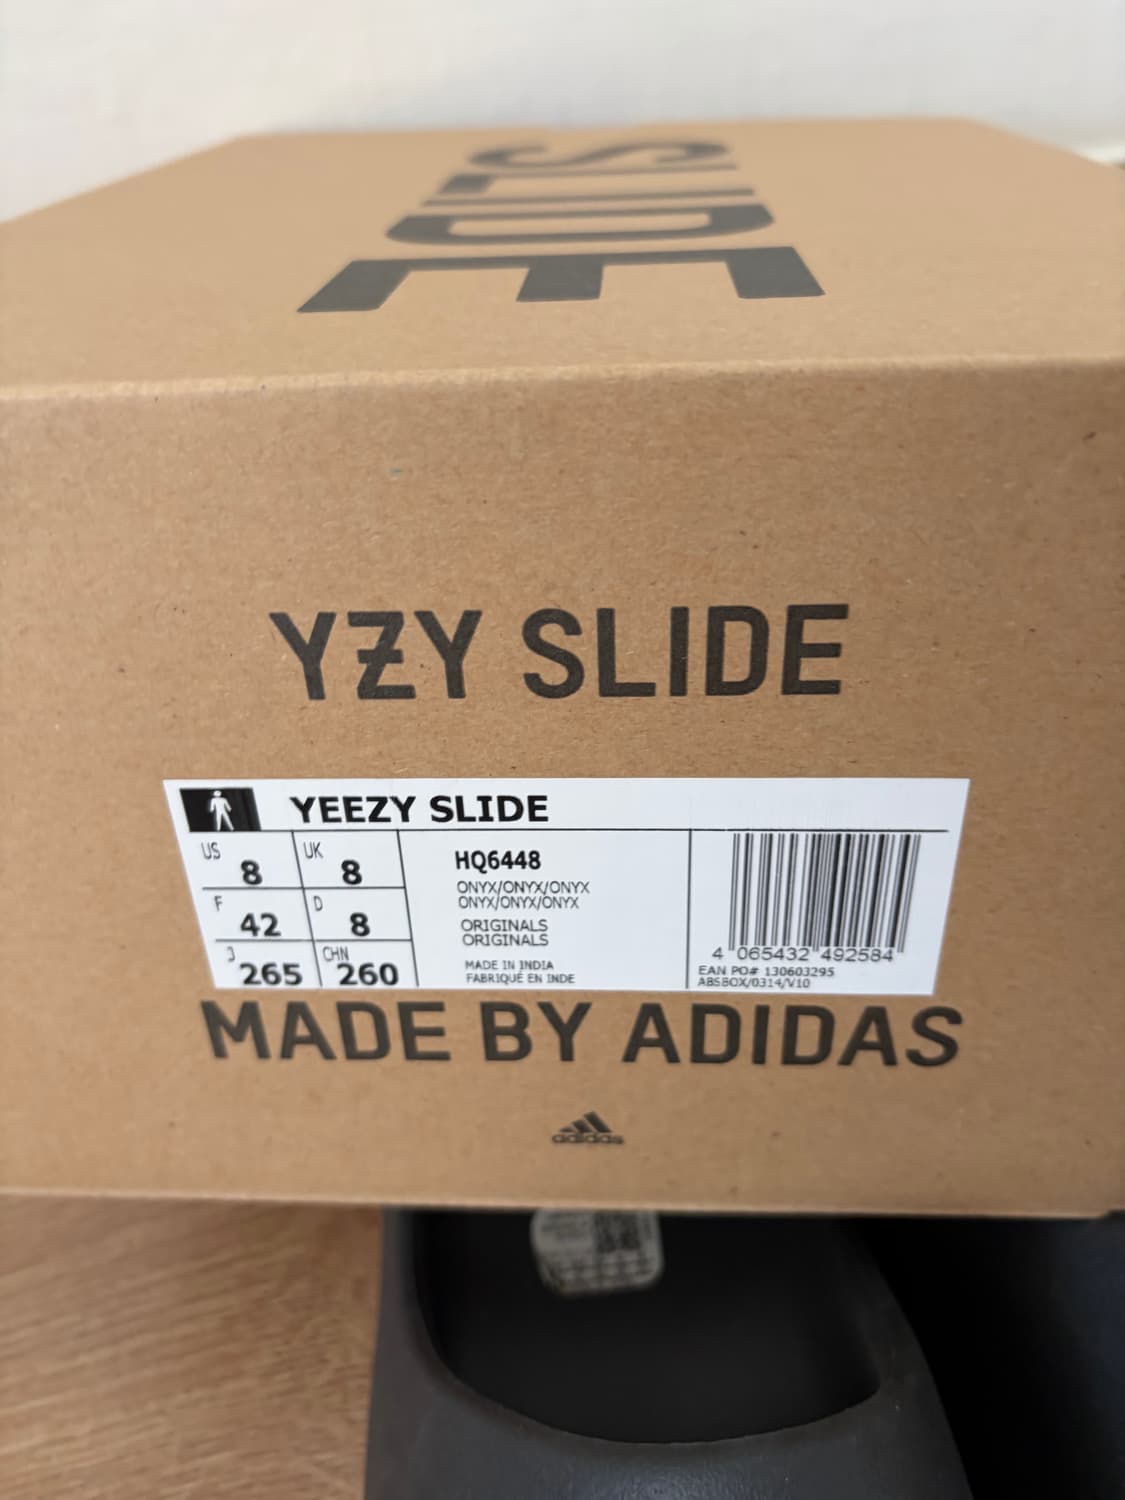 SLIDE
YZY SLIDE
YEEZY SLIDE
US 8 UK 8
F 42 D 8
J 265 CHN 260
HQ6448
ONYX/ONYX/ONYX
ONYX/ONYX/ONYX
ORIGINALS
ORIGINALS
MADE IN INDIA
FABRIQUÉ EN INDE
4 065432 492584
EAN PO# 130603295
ABSBOX/0314/V10
MADE BY ADIDAS
adidas